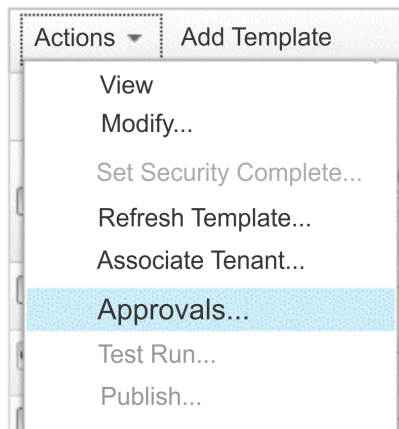 Actions Add Template
View
Modify...
Set Security Complete...
Refresh Template...
Associate Tenant...
Approvals...
Test Run...
Publish...